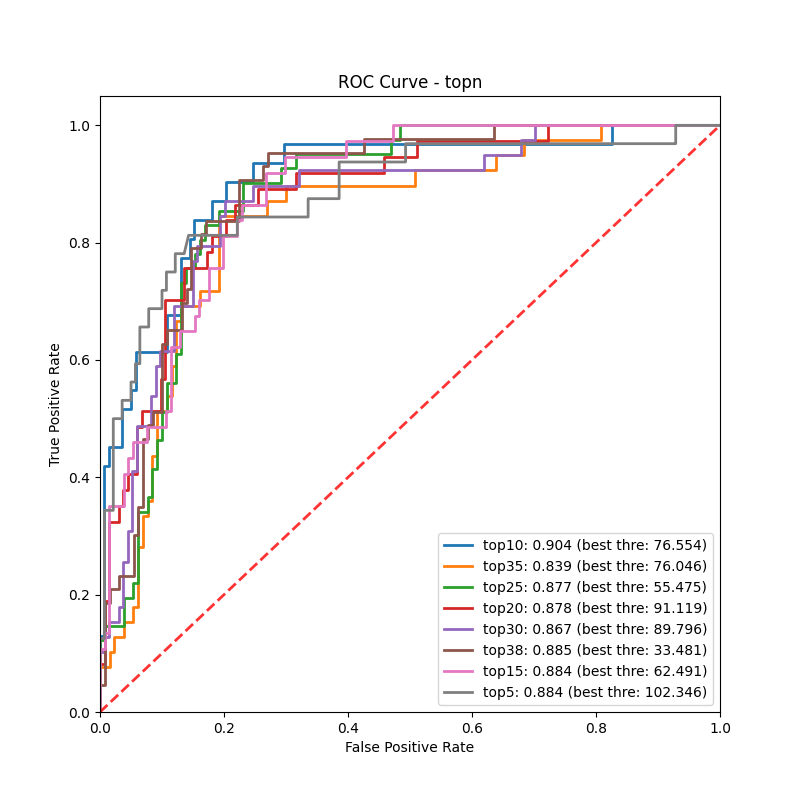 ROC Curve - topn
True Positive Rate
1.0
0.8
0.6
0.4
0.2
0.0
top10: 0.904 (best thre: 76.554)
top35: 0.839 (best thre: 76.046)
top25: 0.877 (best thre: 55.475)
top20: 0.878 (best thre: 91.119)
top30: 0.867 (best thre: 89.796)
top38: 0.885 (best thre: 33.481)
top15: 0.884 (best thre: 62.491)
top5: 0.884 (best thre: 102.346)
0.0 0.2 0.4 0.6 0.8 1.0
False Positive Rate